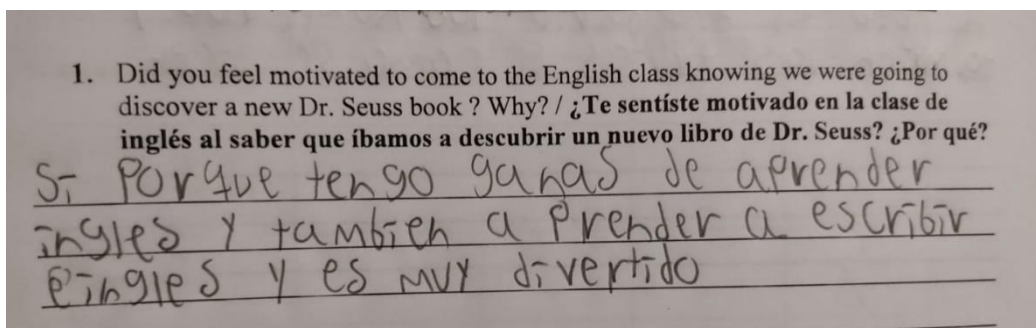 1. Did you feel motivated to come to the English class knowing we were going to
discover a new Dr. Seuss book ? Why? / ¿Te sentíste motivado en la clase de
inglés al saber que íbamos a descubrir un nuevo libro de Dr. Seuss? ¿Por qué?
Si Porque tengo ganas de aprender
ingles y tambien a Prender a escribir
eingles y es muy divertido